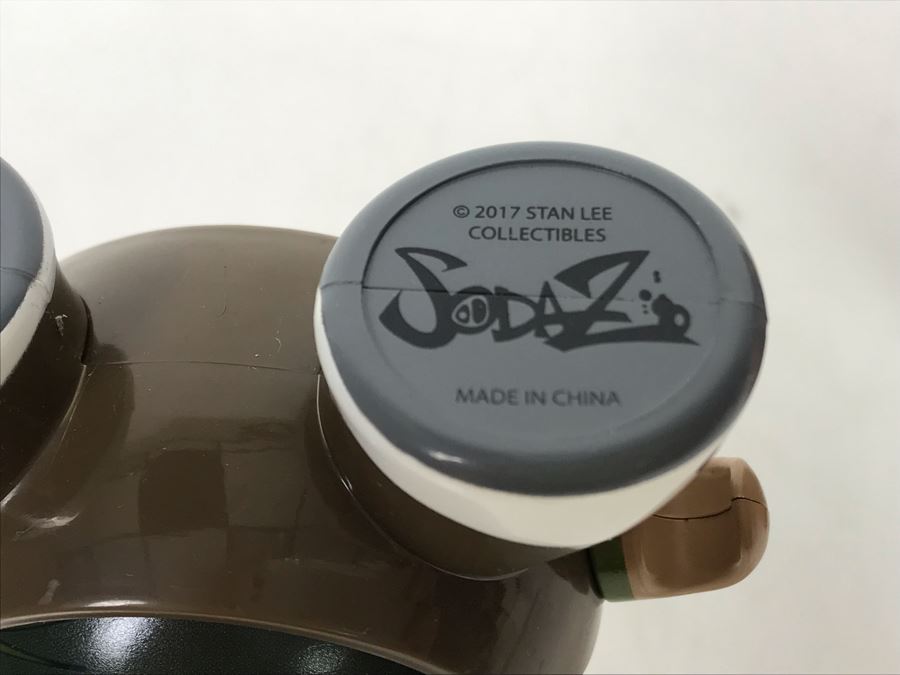 © 2017 STAN LEE
COLLECTIBLES
SODAZ
MADE IN CHINA